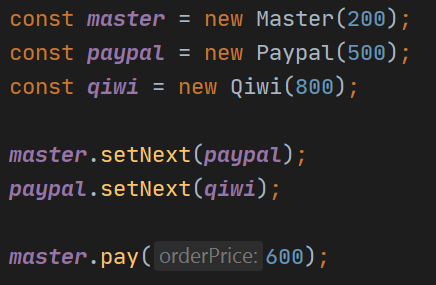 const master = new Master(200);
const paypal = new Paypal(500);
const qiwi = new Qiwi(800);
master.setNext(paypal);
paypal.setNext(qiwi);
master.pay( orderPrice: 600);